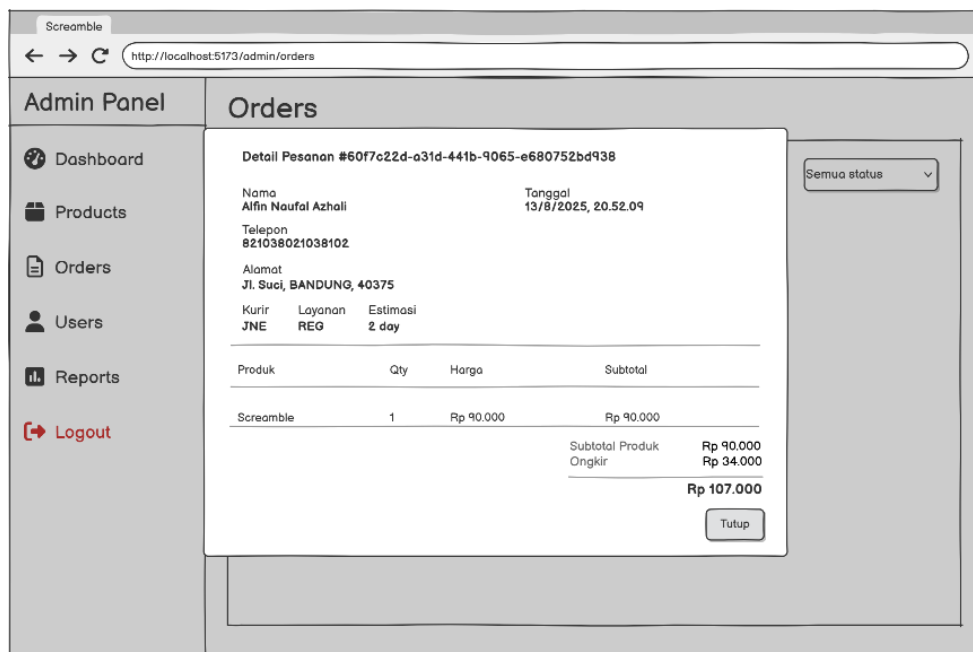 Screamble
http://localhost:5173/admin/orders
Admin Panel
Dashboard
Products
Orders
Users
Reports
Logout
Orders
Semua status
Detail Pesanan #60f7c22d-a31d-441b-9065-e680752bd938
Nama
Alfin Naufal Azhali
Tanggal
13/8/2025, 20.52.09
Telepon
821038021038102
Alamat
Jl. Suci, BANDUNG, 40375
Kurir Layanan Estimasi
JNE REG 2 day
Produk Qty Harga Subtotal
Screamble 1 Rp 90.000 Rp 90.000
Subtotal Produk Rp 90.000
Ongkir Rp 34.000
Rp 107.000
Tutup